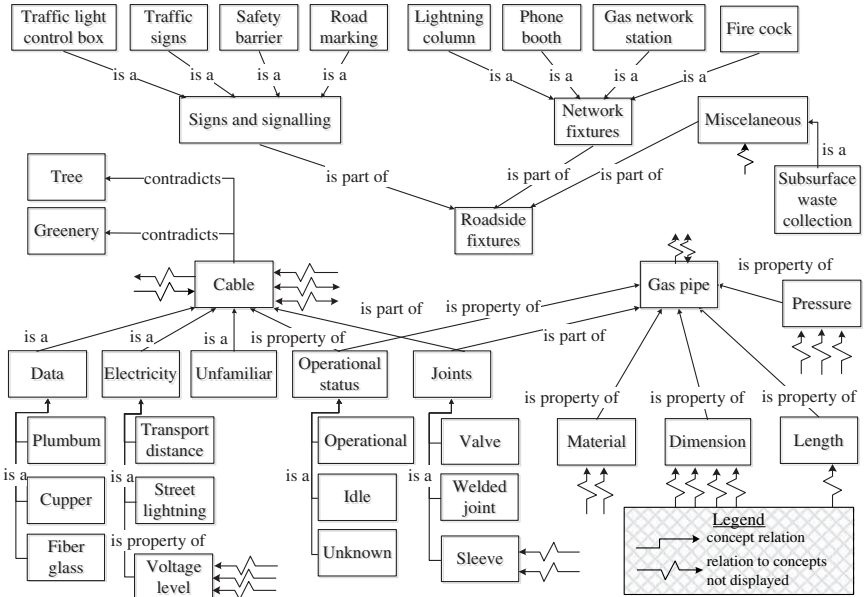 Traffic light
control box
Traffic
signs
Safety
barrier
Road
marking
Lightning
column
Phone
booth
Gas network
station
Fire cock
is a
is a
is a
is a
is a
is a
is a
is a
Signs and signalling
Network
fixtures
Miscelaneous
is a
Tree
contradicts
is part of
is part of
is part of
Subsurface
waste
collection
Greenery
contradicts
Roadside
fixtures
Cable
Gas pipe
is property of
Pressure
is part of
is property of
is a
is a
is a
is property of
is part of
Data
Electricity
Unfamiliar
Operational
status
Joints
is property of
is property of
is property of
Plumbum
Transport
distance
Operational
Valve
Material
Dimension
Length
is a
is a
is a
is a
Cupper
Street
lightning
Idle
Welded
joint
Fiber
glass
is property of
Voltage
level
Unknown
Sleeve
Legend
concept relation
relation to concepts
not displayed